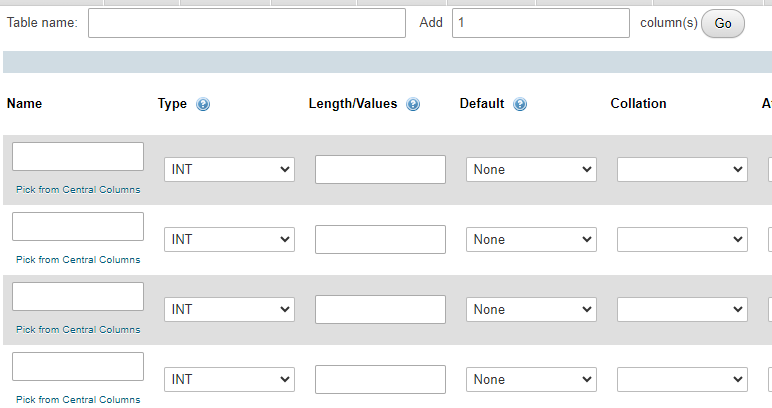 Table name: Add 1 column(s) Go
Name Type Length/Values Default Collation A
INT None
Pick from Central Columns
INT None
Pick from Central Columns
INT None
Pick from Central Columns
INT None
Pick from Central Columns